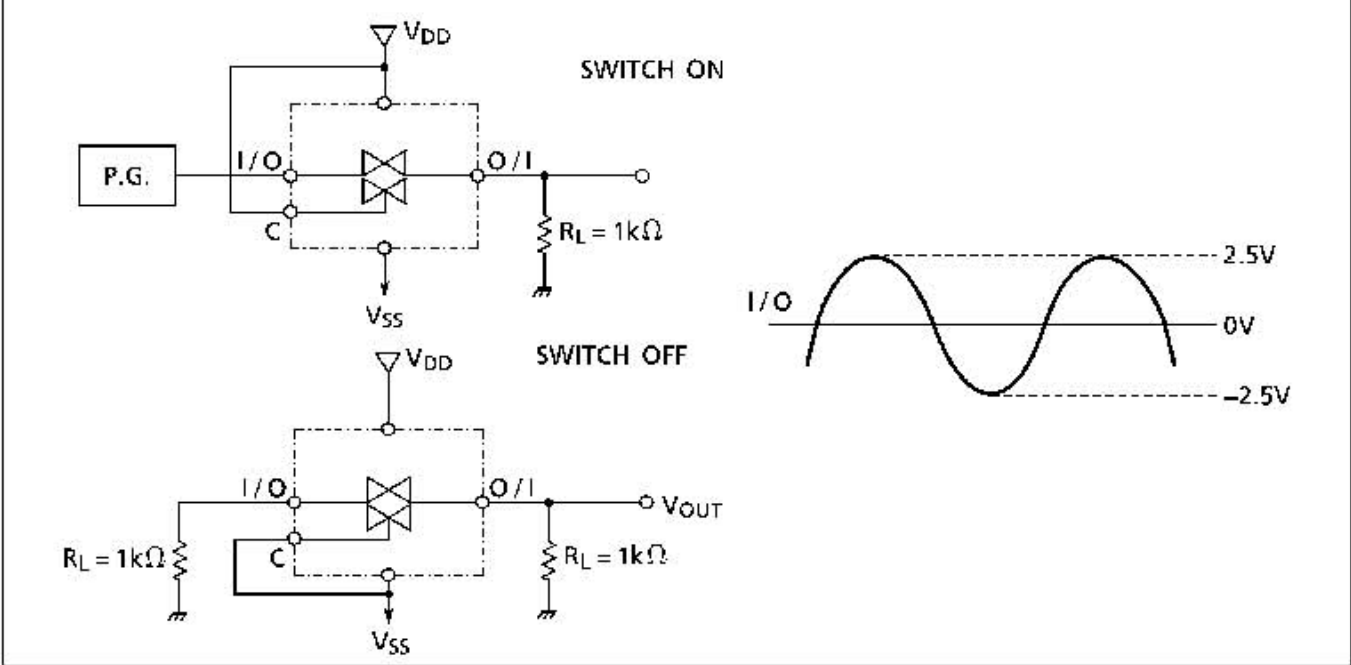 VDD
SWITCH ON
I/O
O/I
P.G.
C
RL = 1kΩ
VSS
2.5V
I/O
0V
-2.5V
VDD
SWITCH OFF
I/O
O/I
VOUT
C
RL = 1kΩ
RL = 1kΩ
VSS